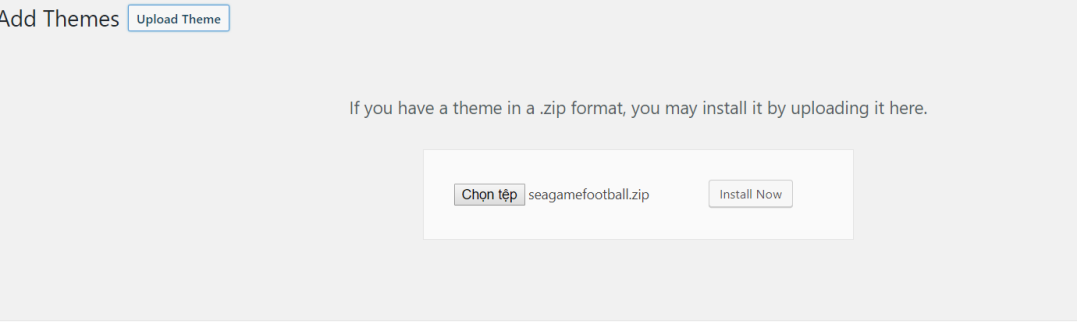 Add Themes Upload Theme
If you have a theme in a .zip format, you may install it by uploading it here.
Chọn tệp seagamefootball.zip Install Now